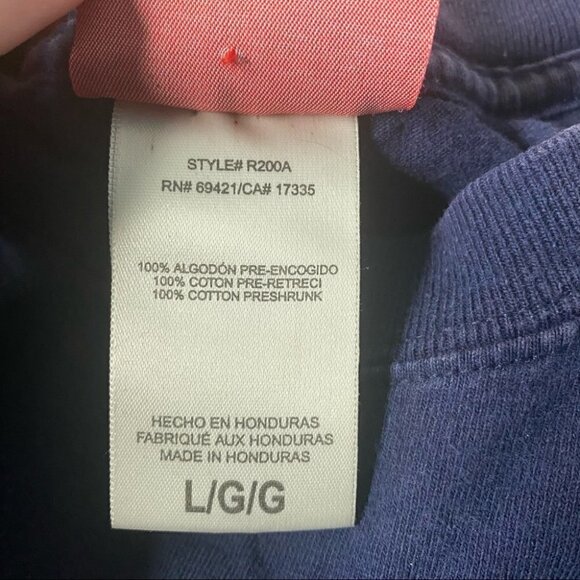 STYLE# R200A
RN# 69421/CA# 17335
100% ALGODÓN PRE-ENCOGIDO
100% COTON PRE-RETRECI
100% COTTON PRESHRUNK
HECHO EN HONDURAS
FABRIQUÉ AUX HONDURAS
MADE IN HONDURAS
L/G/G